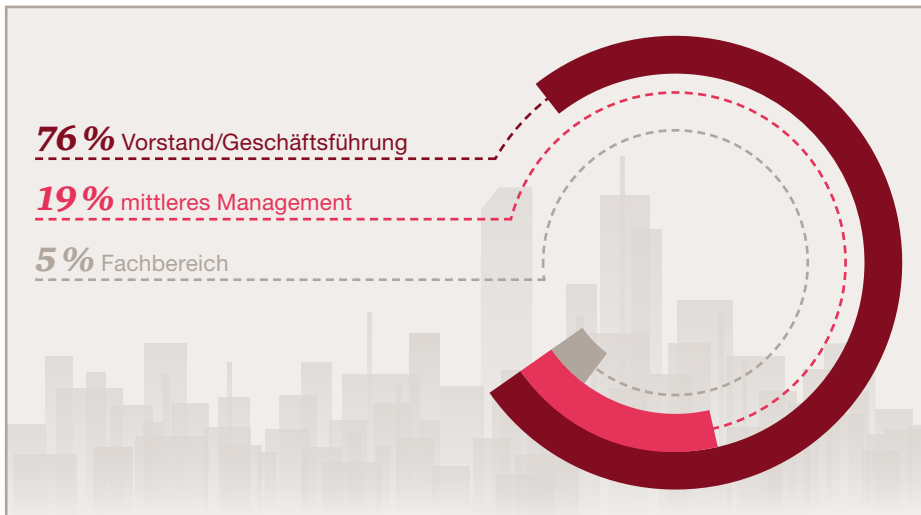 76 % Vorstand/Geschäftsführung
19 % mittleres Management
5 % Fachbereich